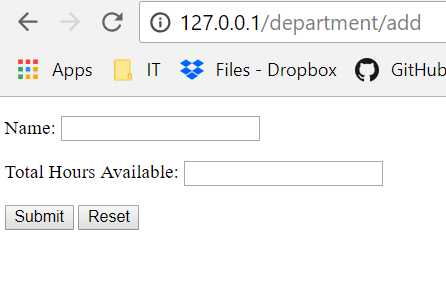 127.0.0.1/department/add
Apps IT Files - Dropbox GitHub
Name:
Total Hours Available:
Submit Reset